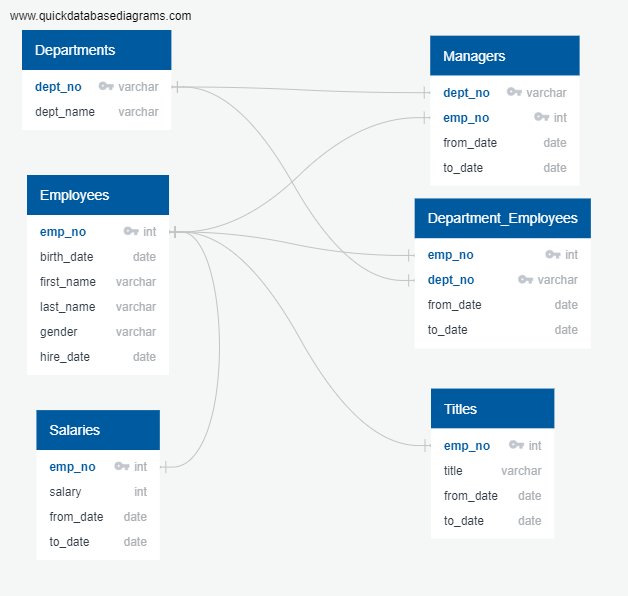 www.quickdatabasediagrams.com
Departments
dept_no varchar
dept_name varchar
Employees
emp_no int
birth_date date
first_name varchar
last_name varchar
gender varchar
hire_date date
Salaries
emp_no int
salary int
from_date date
to_date date
Managers
dept_no varchar
emp_no int
from_date date
to_date date
Department_Employees
emp_no int
dept_no varchar
from_date date
to_date date
Titles
emp_no int
title varchar
from_date date
to_date date